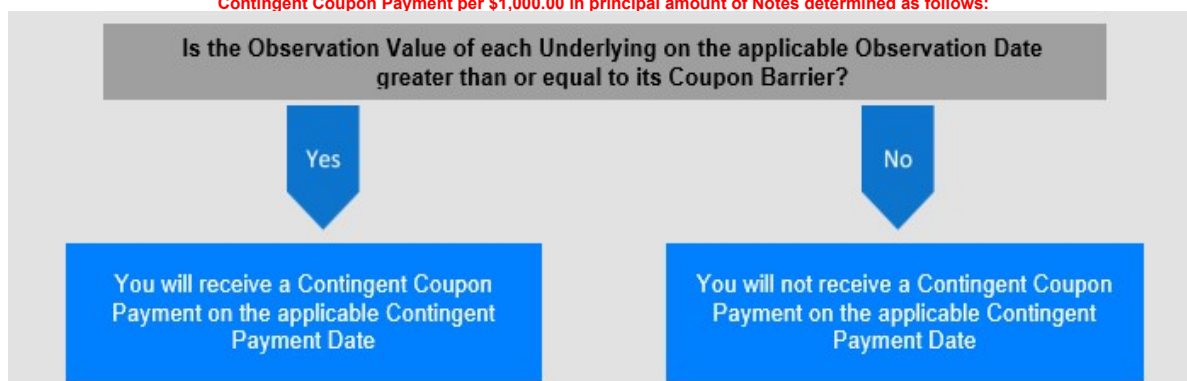 Contingent Coupon Payment per $1,000.00 in principal amount of Notes determined as follows:
Is the Observation Value of each Underlying on the applicable Observation Date
greater than or equal to its Coupon Barrier?
Yes
No
You will receive a Contingent Coupon
Payment on the applicable Contingent
Payment Date
You will not receive a Contingent Coupon
Payment on the applicable Contingent
Payment Date